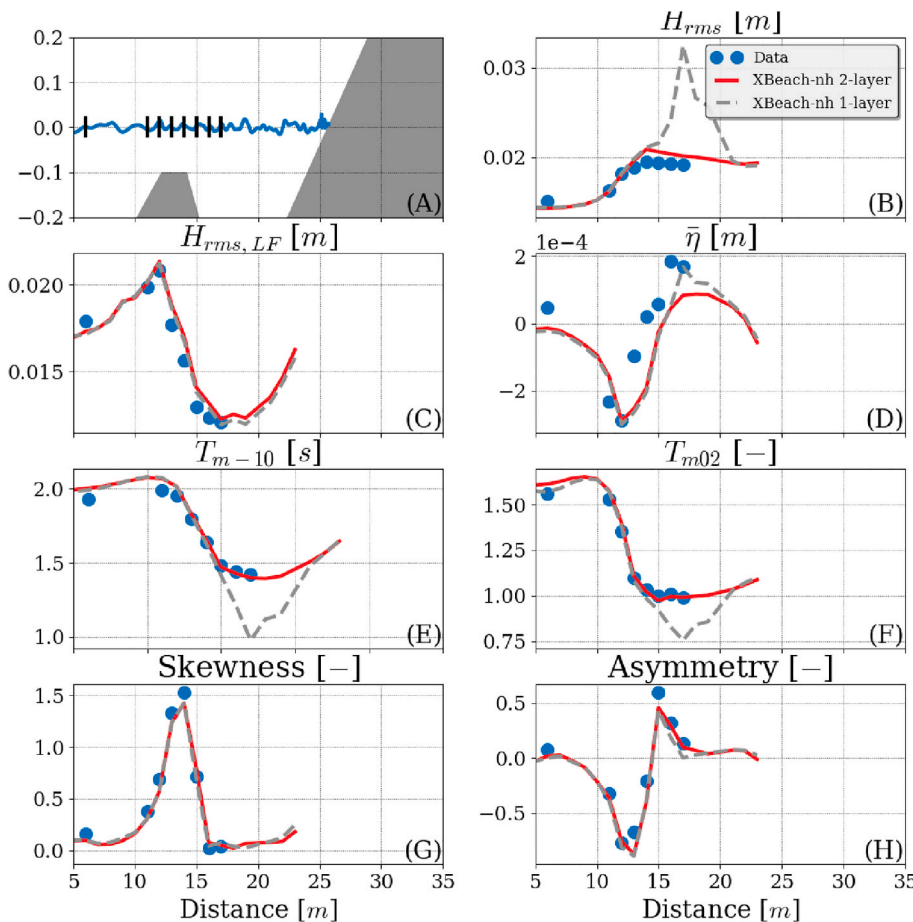 H_rms [m]
0.2
0.1
0.0
−0.1
−0.2
(A)
Data
XBeach-nh 2-layer
XBeach-nh 1-layer
0.03
0.02
(B)
H_rms, LF [m]
0.020
0.015
(C)
1e−4
η̄ [m]
2
0
−2
(D)
T_m−10 [s]
2.0
1.5
1.0
(E)
T_m02 [−]
1.50
1.25
1.00
0.75
(F)
Skewness [−]
1.5
1.0
0.5
0.0
(G)
5 10 15 20 25 30 35
Distance [m]
Asymmetry [−]
0.5
0.0
−0.5
(H)
5 10 15 20 25 30 35
Distance [m]